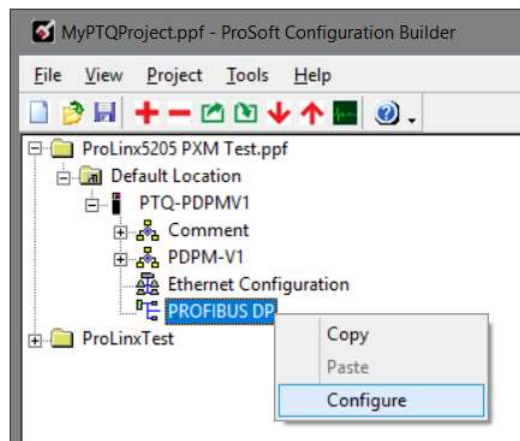 MyPTQProject.ppf - ProSoft Configuration Builder
File View Project Tools Help
ProLinx5205 PXM Test.ppf
Default Location
PTQ-PDPMV1
Comment
PDPM-V1
Ethernet Configuration
PROFIBUS DP
Copy
ProLinxTest
Paste
Configure